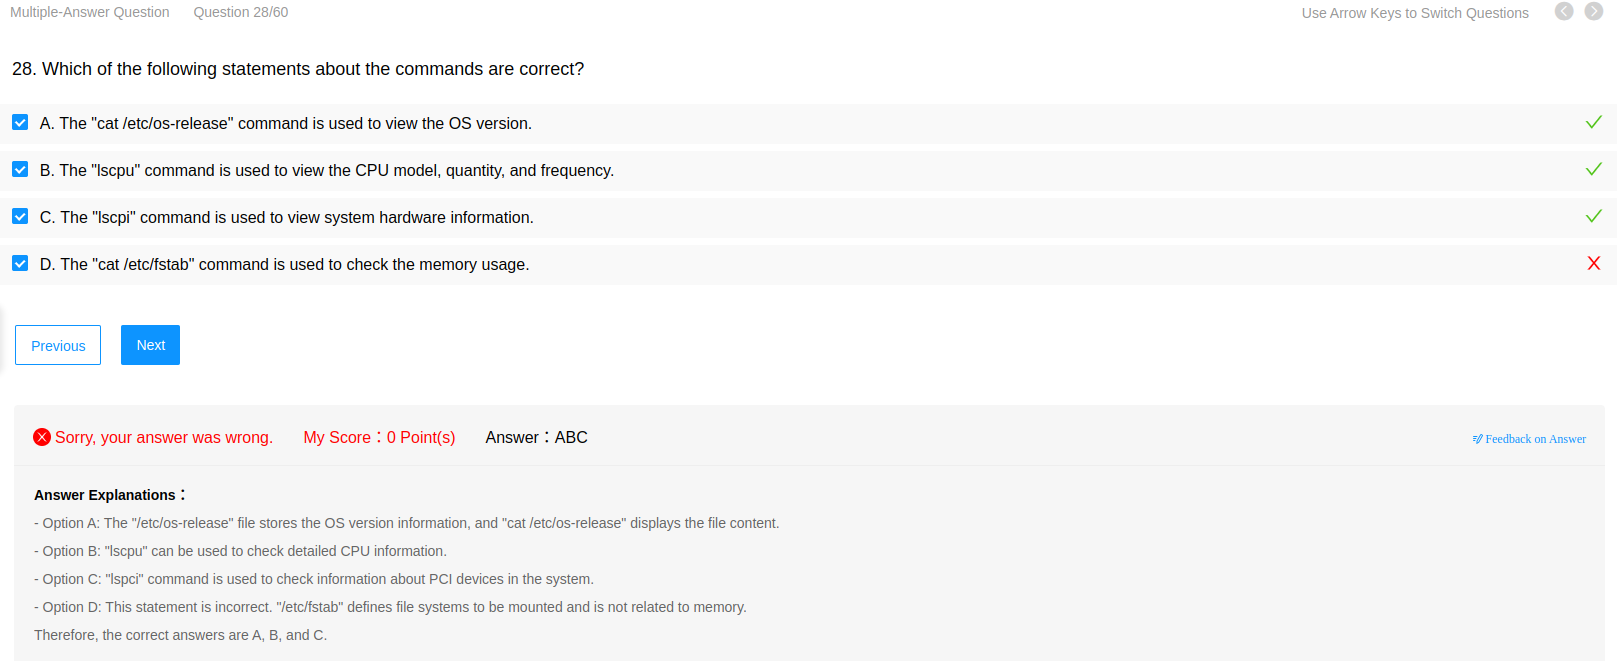 Multiple-Answer Question Question 28/60 Use Arrow Keys to Switch Questions
28. Which of the following statements about the commands are correct?
A. The "cat /etc/os-release" command is used to view the OS version.
B. The "lscpu" command is used to view the CPU model, quantity, and frequency.
C. The "lscpi" command is used to view system hardware information.
D. The "cat /etc/fstab" command is used to check the memory usage.
Previous Next
Sorry, your answer was wrong. My Score：0 Point(s) Answer：ABC Feedback on Answer
Answer Explanations：
- Option A: The "/etc/os-release" file stores the OS version information, and "cat /etc/os-release" displays the file content.
- Option B: "lscpu" can be used to check detailed CPU information.
- Option C: "lspci" command is used to check information about PCI devices in the system.
- Option D: This statement is incorrect. "/etc/fstab" defines file systems to be mounted and is not related to memory.
Therefore, the correct answers are A, B, and C.